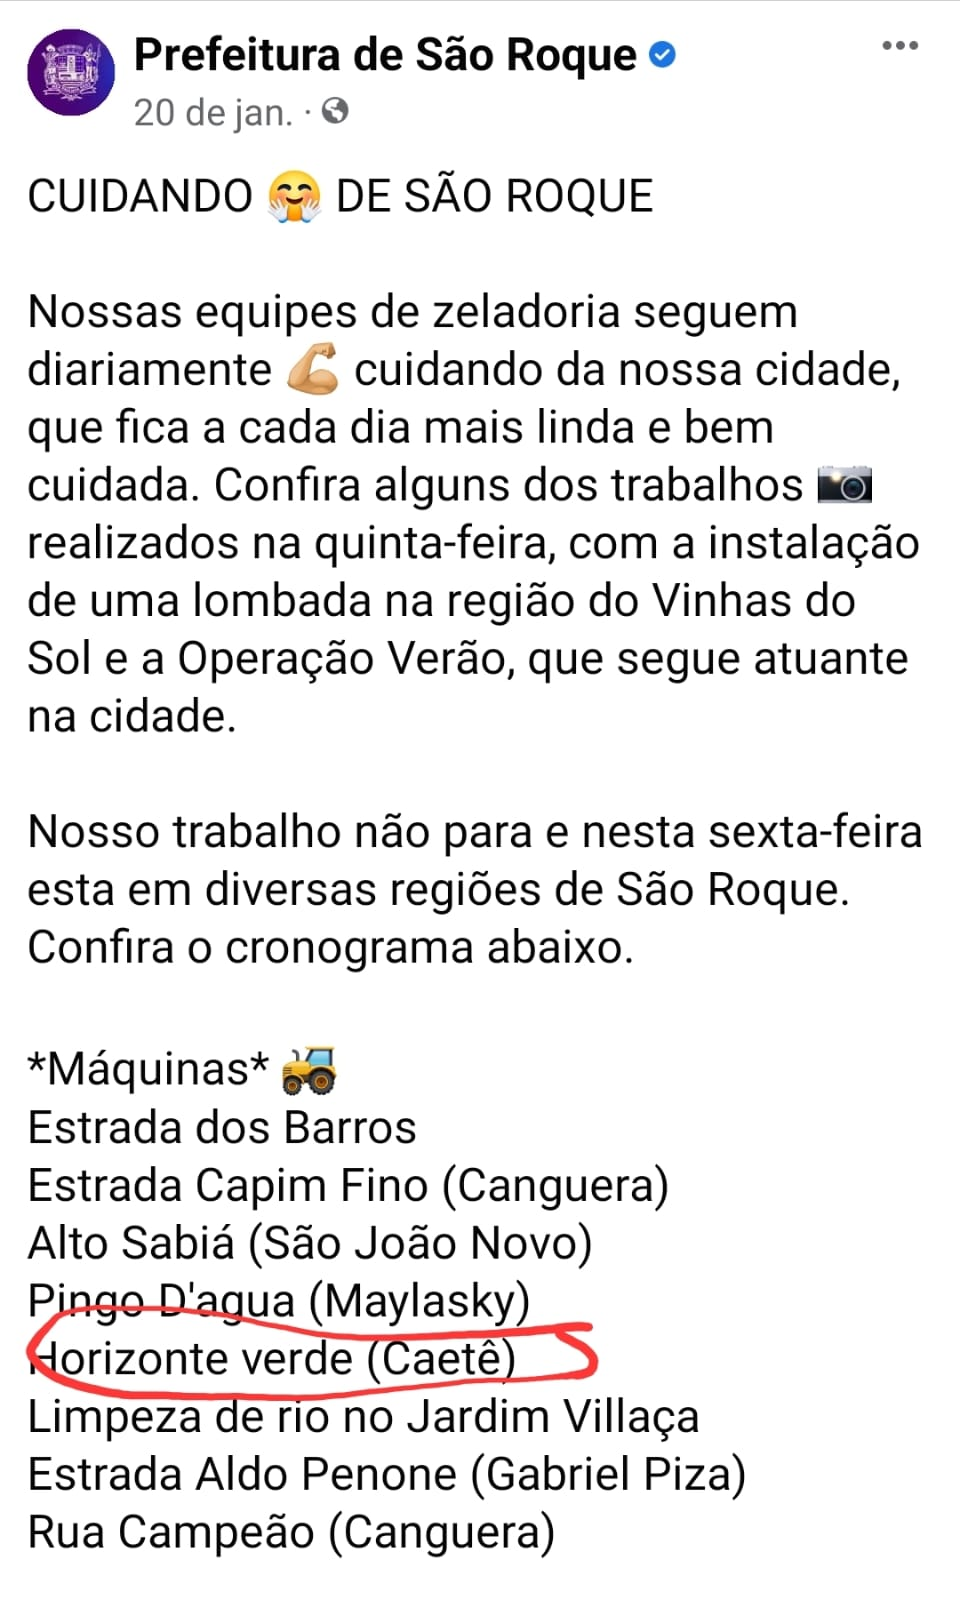 Prefeitura de São Roque
20 de jan. ·
CUIDANDO 🤗 DE SÃO ROQUE
Nossas equipes de zeladoria seguem
diariamente 💪🏼 cuidando da nossa cidade,
que fica a cada dia mais linda e bem
cuidada. Confira alguns dos trabalhos 📸
realizados na quinta-feira, com a instalação
de uma lombada na região do Vinhas do
Sol e a Operação Verão, que segue atuante
na cidade.
Nosso trabalho não para e nesta sexta-feira
esta em diversas regiões de São Roque.
Confira o cronograma abaixo.
*Máquinas* 🚜
Estrada dos Barros
Estrada Capim Fino (Canguera)
Alto Sabiá (São João Novo)
Pingo D'agua (Maylasky)
Horizonte verde (Caetê)
Limpeza de rio no Jardim Villaça
Estrada Aldo Penone (Gabriel Piza)
Rua Campeão (Canguera)